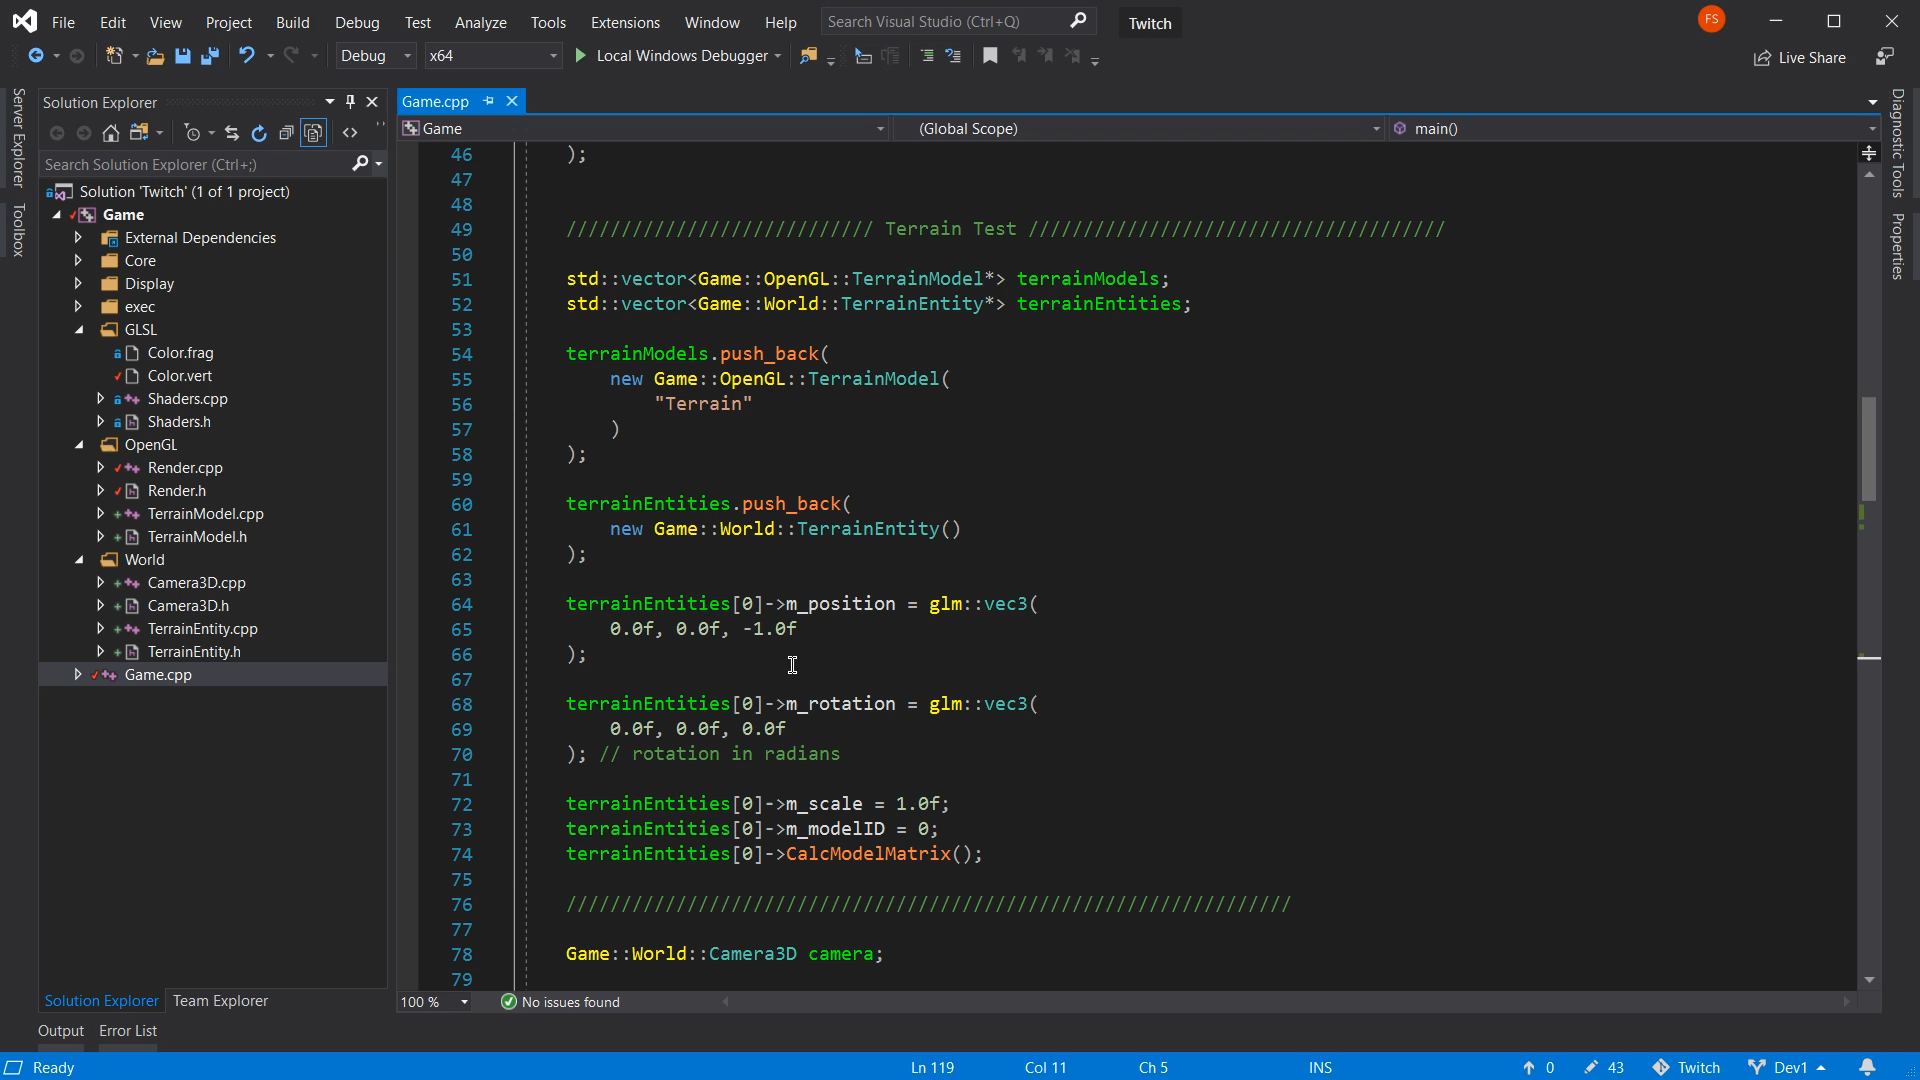 File Edit View Project Build Debug Test Analyze Tools Extensions Window Help Search Visual Studio (Ctrl+Q) Twitch FS
Debug x64 Local Windows Debugger Live Share
Server Explorer
Toolbox
Solution Explorer
Search Solution Explorer (Ctrl+;)
Solution 'Twitch' (1 of 1 project)
Game
External Dependencies
Core
Display
exec
GLSL
Color.frag
Color.vert
Shaders.cpp
Shaders.h
OpenGL
Render.cpp
Render.h
TerrainModel.cpp
TerrainModel.h
World
Camera3D.cpp
Camera3D.h
TerrainEntity.cpp
TerrainEntity.h
Game.cpp
Solution Explorer Team Explorer
Game.cpp
Game (Global Scope) main()
46 );
47
48
49 //////////////////////////// Terrain Test //////////////////////////////////////
50
51 std::vector<Game::OpenGL::TerrainModel*> terrainModels;
52 std::vector<Game::World::TerrainEntity*> terrainEntities;
53
54 terrainModels.push_back(
55 new Game::OpenGL::TerrainModel(
56 "Terrain"
57 )
58 );
59
60 terrainEntities.push_back(
61 new Game::World::TerrainEntity()
62 );
63
64 terrainEntities[0]->m_position = glm::vec3(
65 0.0f, 0.0f, -1.0f
66 );
67
68 terrainEntities[0]->m_rotation = glm::vec3(
69 0.0f, 0.0f, 0.0f
70 ); // rotation in radians
71
72 terrainEntities[0]->m_scale = 1.0f;
73 terrainEntities[0]->m_modelID = 0;
74 terrainEntities[0]->CalcModelMatrix();
75
76 //////////////////////////////////////////////////////////////////
77
78 Game::World::Camera3D camera;
79
100 % No issues found
Diagnostic Tools
Properties
Output Error List
Ready Ln 119 Col 11 Ch 5 INS 0 43 Twitch Dev1